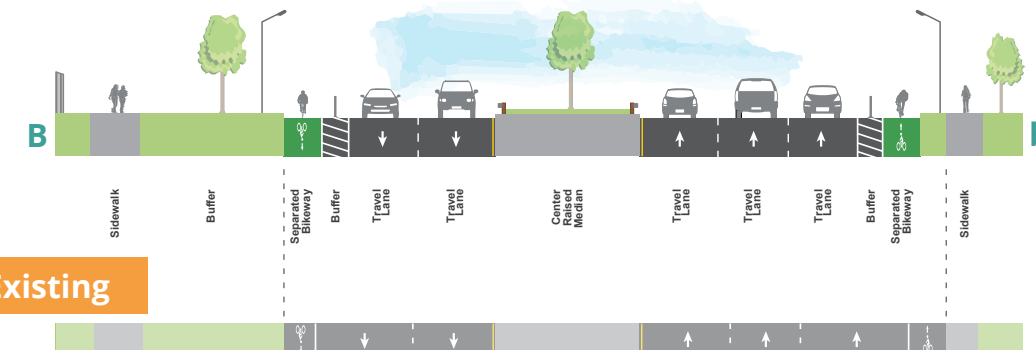 B
Sidewalk
Buffer
Separated
Bikeway
Buffer
Travel
Lane
Travel
Lane
Center
Raised
Median
Travel
Lane
Travel
Lane
Travel
Lane
Buffer
Separated
Bikeway
Sidewalk
Existing